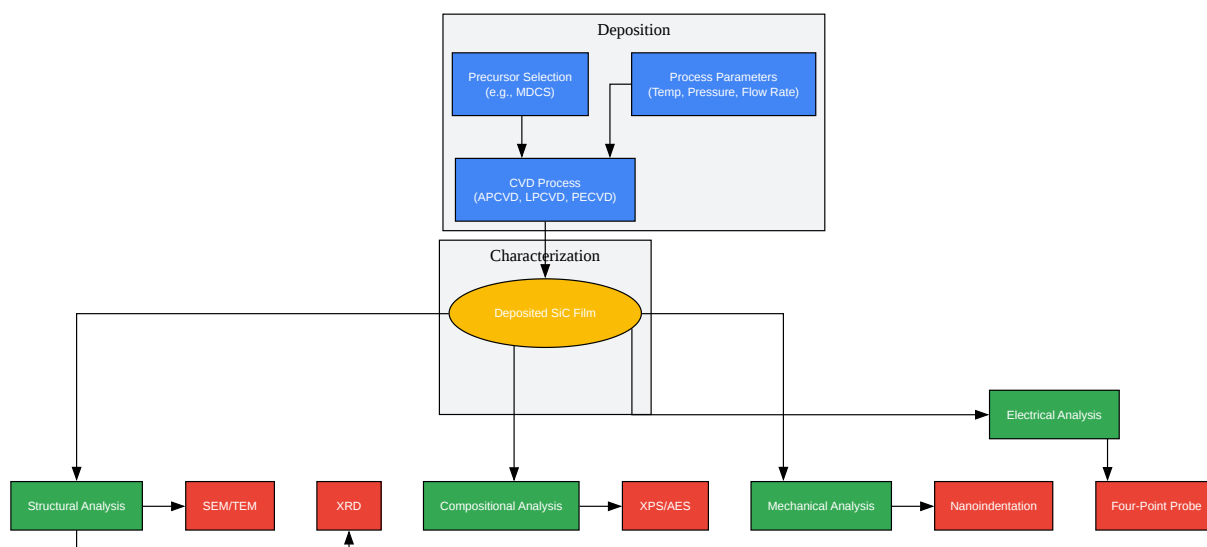 Deposition
Precursor Selection
(e.g., MDCS)
Process Parameters
(Temp, Pressure, Flow Rate)
CVD Process
(APCVD, LPCVD, PECVD)
Characterization
Deposited SiC Film
Electrical Analysis
Structural Analysis
SEM/TEM
XRD
Compositional Analysis
XPS/AES
Mechanical Analysis
Nanoindentation
Four-Point Probe